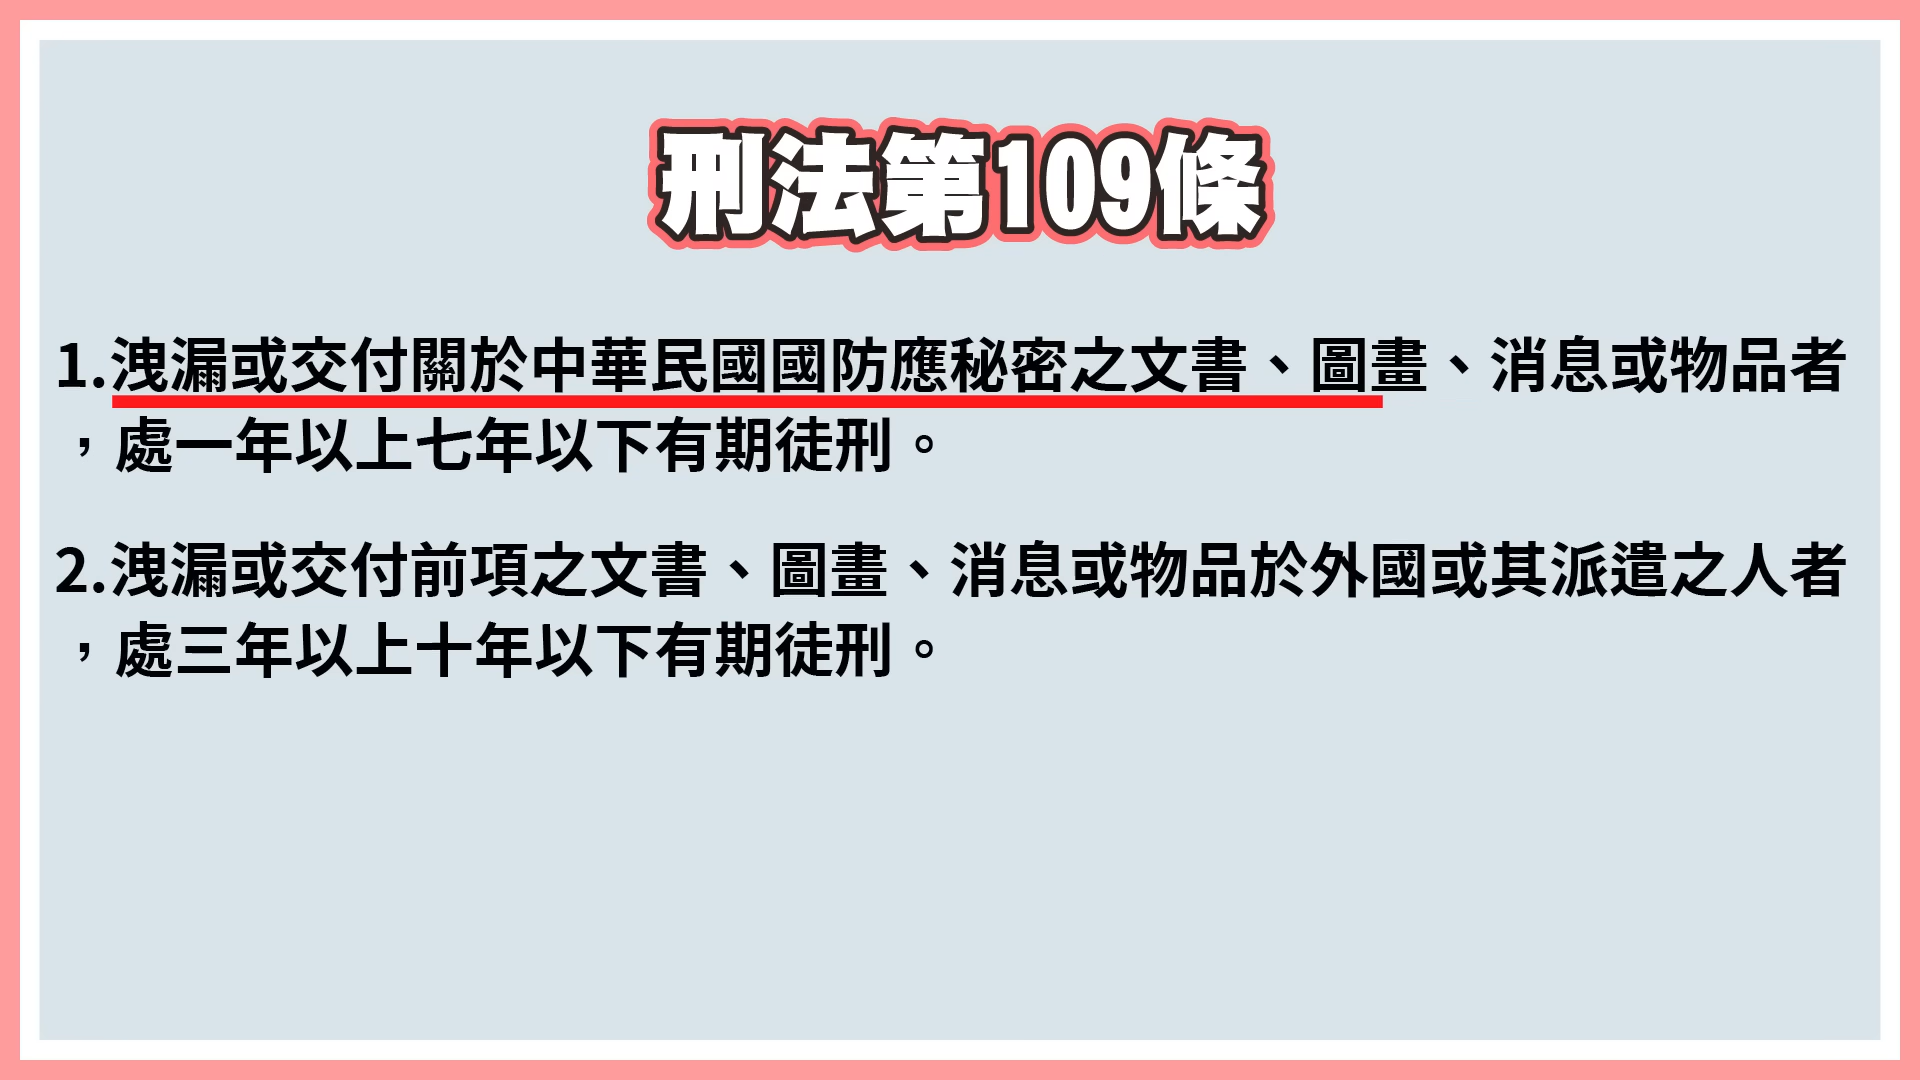 刑法第109條
1.洩漏或交付關於中華民國國防應秘密之文書、圖畫、消息或物品者
，處一年以上七年以下有期徒刑。
2.洩漏或交付前項之文書、圖畫、消息或物品於外國或其派遣之人者
，處三年以上十年以下有期徒刑。